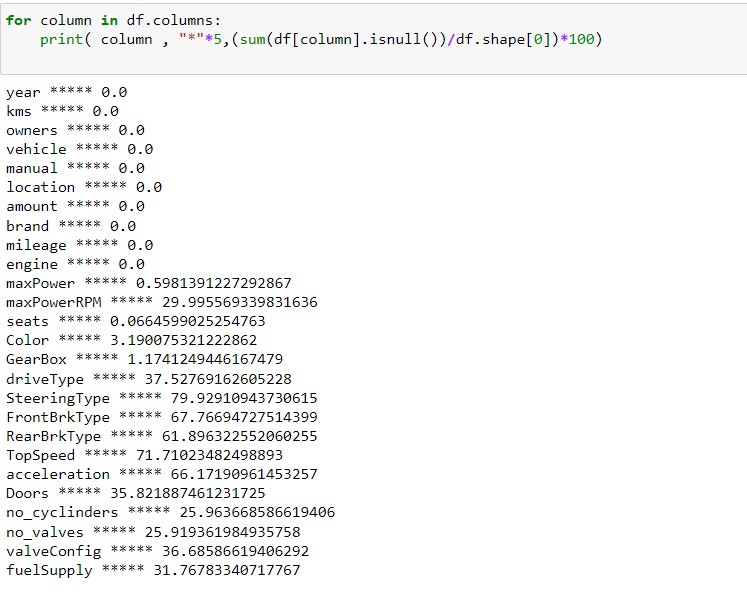 for column in df.columns:
    print( column , "*"*5,(sum(df[column].isnull())/df.shape[0])*100)
year ***** 0.0
kms ***** 0.0
owners ***** 0.0
vehicle ***** 0.0
manual ***** 0.0
location ***** 0.0
amount ***** 0.0
brand ***** 0.0
mileage ***** 0.0
engine ***** 0.0
maxPower ***** 0.5981391227292867
maxPowerRPM ***** 29.995569339831636
seats ***** 0.0664599025254763
Color ***** 3.190075321222862
GearBox ***** 1.1741249446167479
driveType ***** 37.52769162605228
SteeringType ***** 79.92910943730615
FrontBrkType ***** 67.76694727514399
RearBrkType ***** 61.896322552060255
TopSpeed ***** 71.71023482498893
acceleration ***** 66.17190961453257
Doors ***** 35.821887461231725
no_cyclinders ***** 25.963668586619406
no_valves ***** 25.919361984935758
valveConfig ***** 36.68586619406292
fuelSupply ***** 31.76783340717767